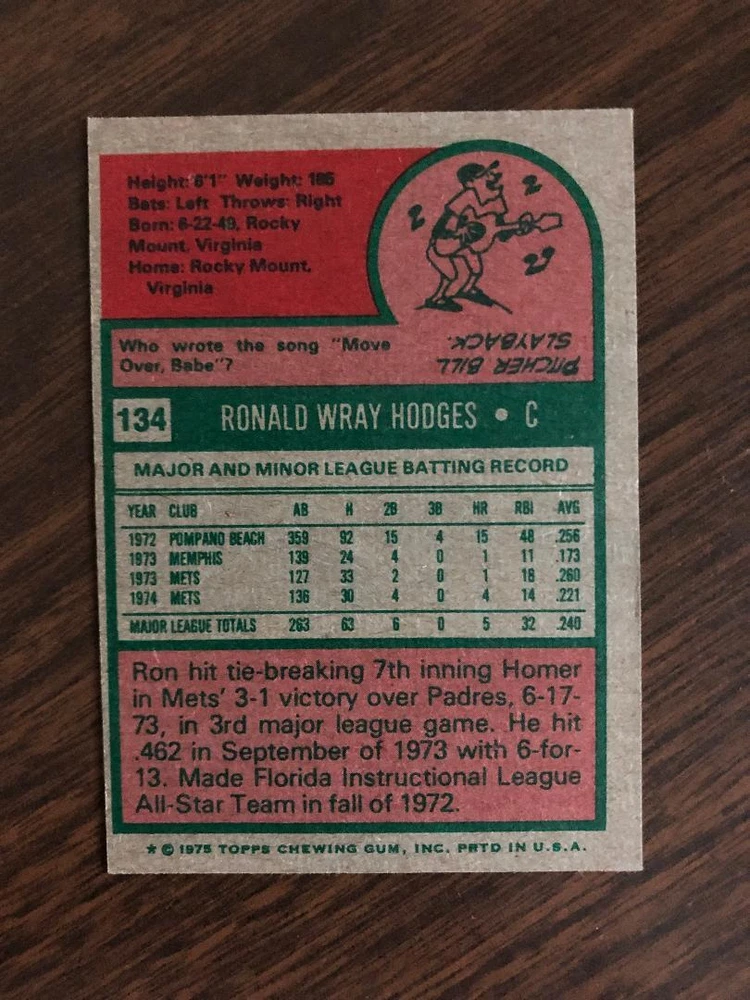 Height: 6'1" Weight: 185
Bats: Left Throws: Right
Born: 6-22-49, Rocky
Mount, Virginia
Home: Rocky Mount,
Virginia
Who wrote the song "Move
Over, Babe"?
PITCHER BILL
SLAYBACK.
134 RONALD WRAY HODGES • C
MAJOR AND MINOR LEAGUE BATTING RECORD
YEAR CLUB AB H 2B 3B HR RBI AVG
1972 POMPANO BEACH 359 92 15 4 15 48 .256
1973 MEMPHIS 139 24 4 0 1 11 .173
1973 METS 127 33 2 0 1 18 .260
1974 METS 136 30 4 0 4 14 .221
MAJOR LEAGUE TOTALS 263 63 6 0 5 32 .240
Ron hit tie-breaking 7th inning Homer
in Mets' 3-1 victory over Padres, 6-17-
73, in 3rd major league game. He hit
.462 in September of 1973 with 6-for-
13. Made Florida Instructional League
All-Star Team in fall of 1972.
★ © 1975 TOPPS CHEWING GUM, INC. PRTD IN U.S.A.